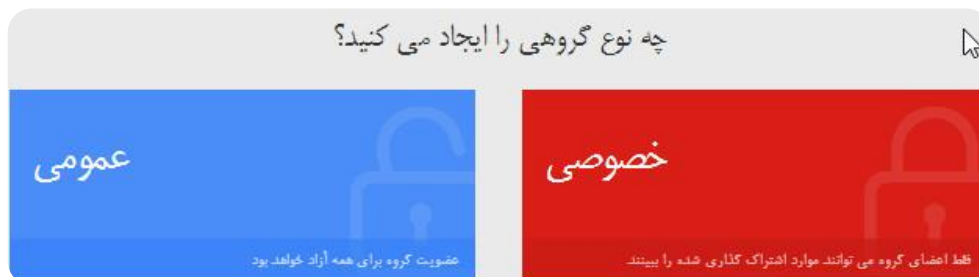 چه نوع گروهی را ایجاد می کنید؟
خصوصی
فقط اعضای گروه می توانند موارد اشتراک گذاری شده را ببینند
عمومی
عضویت گروه برای همه آزاد خواهد بود